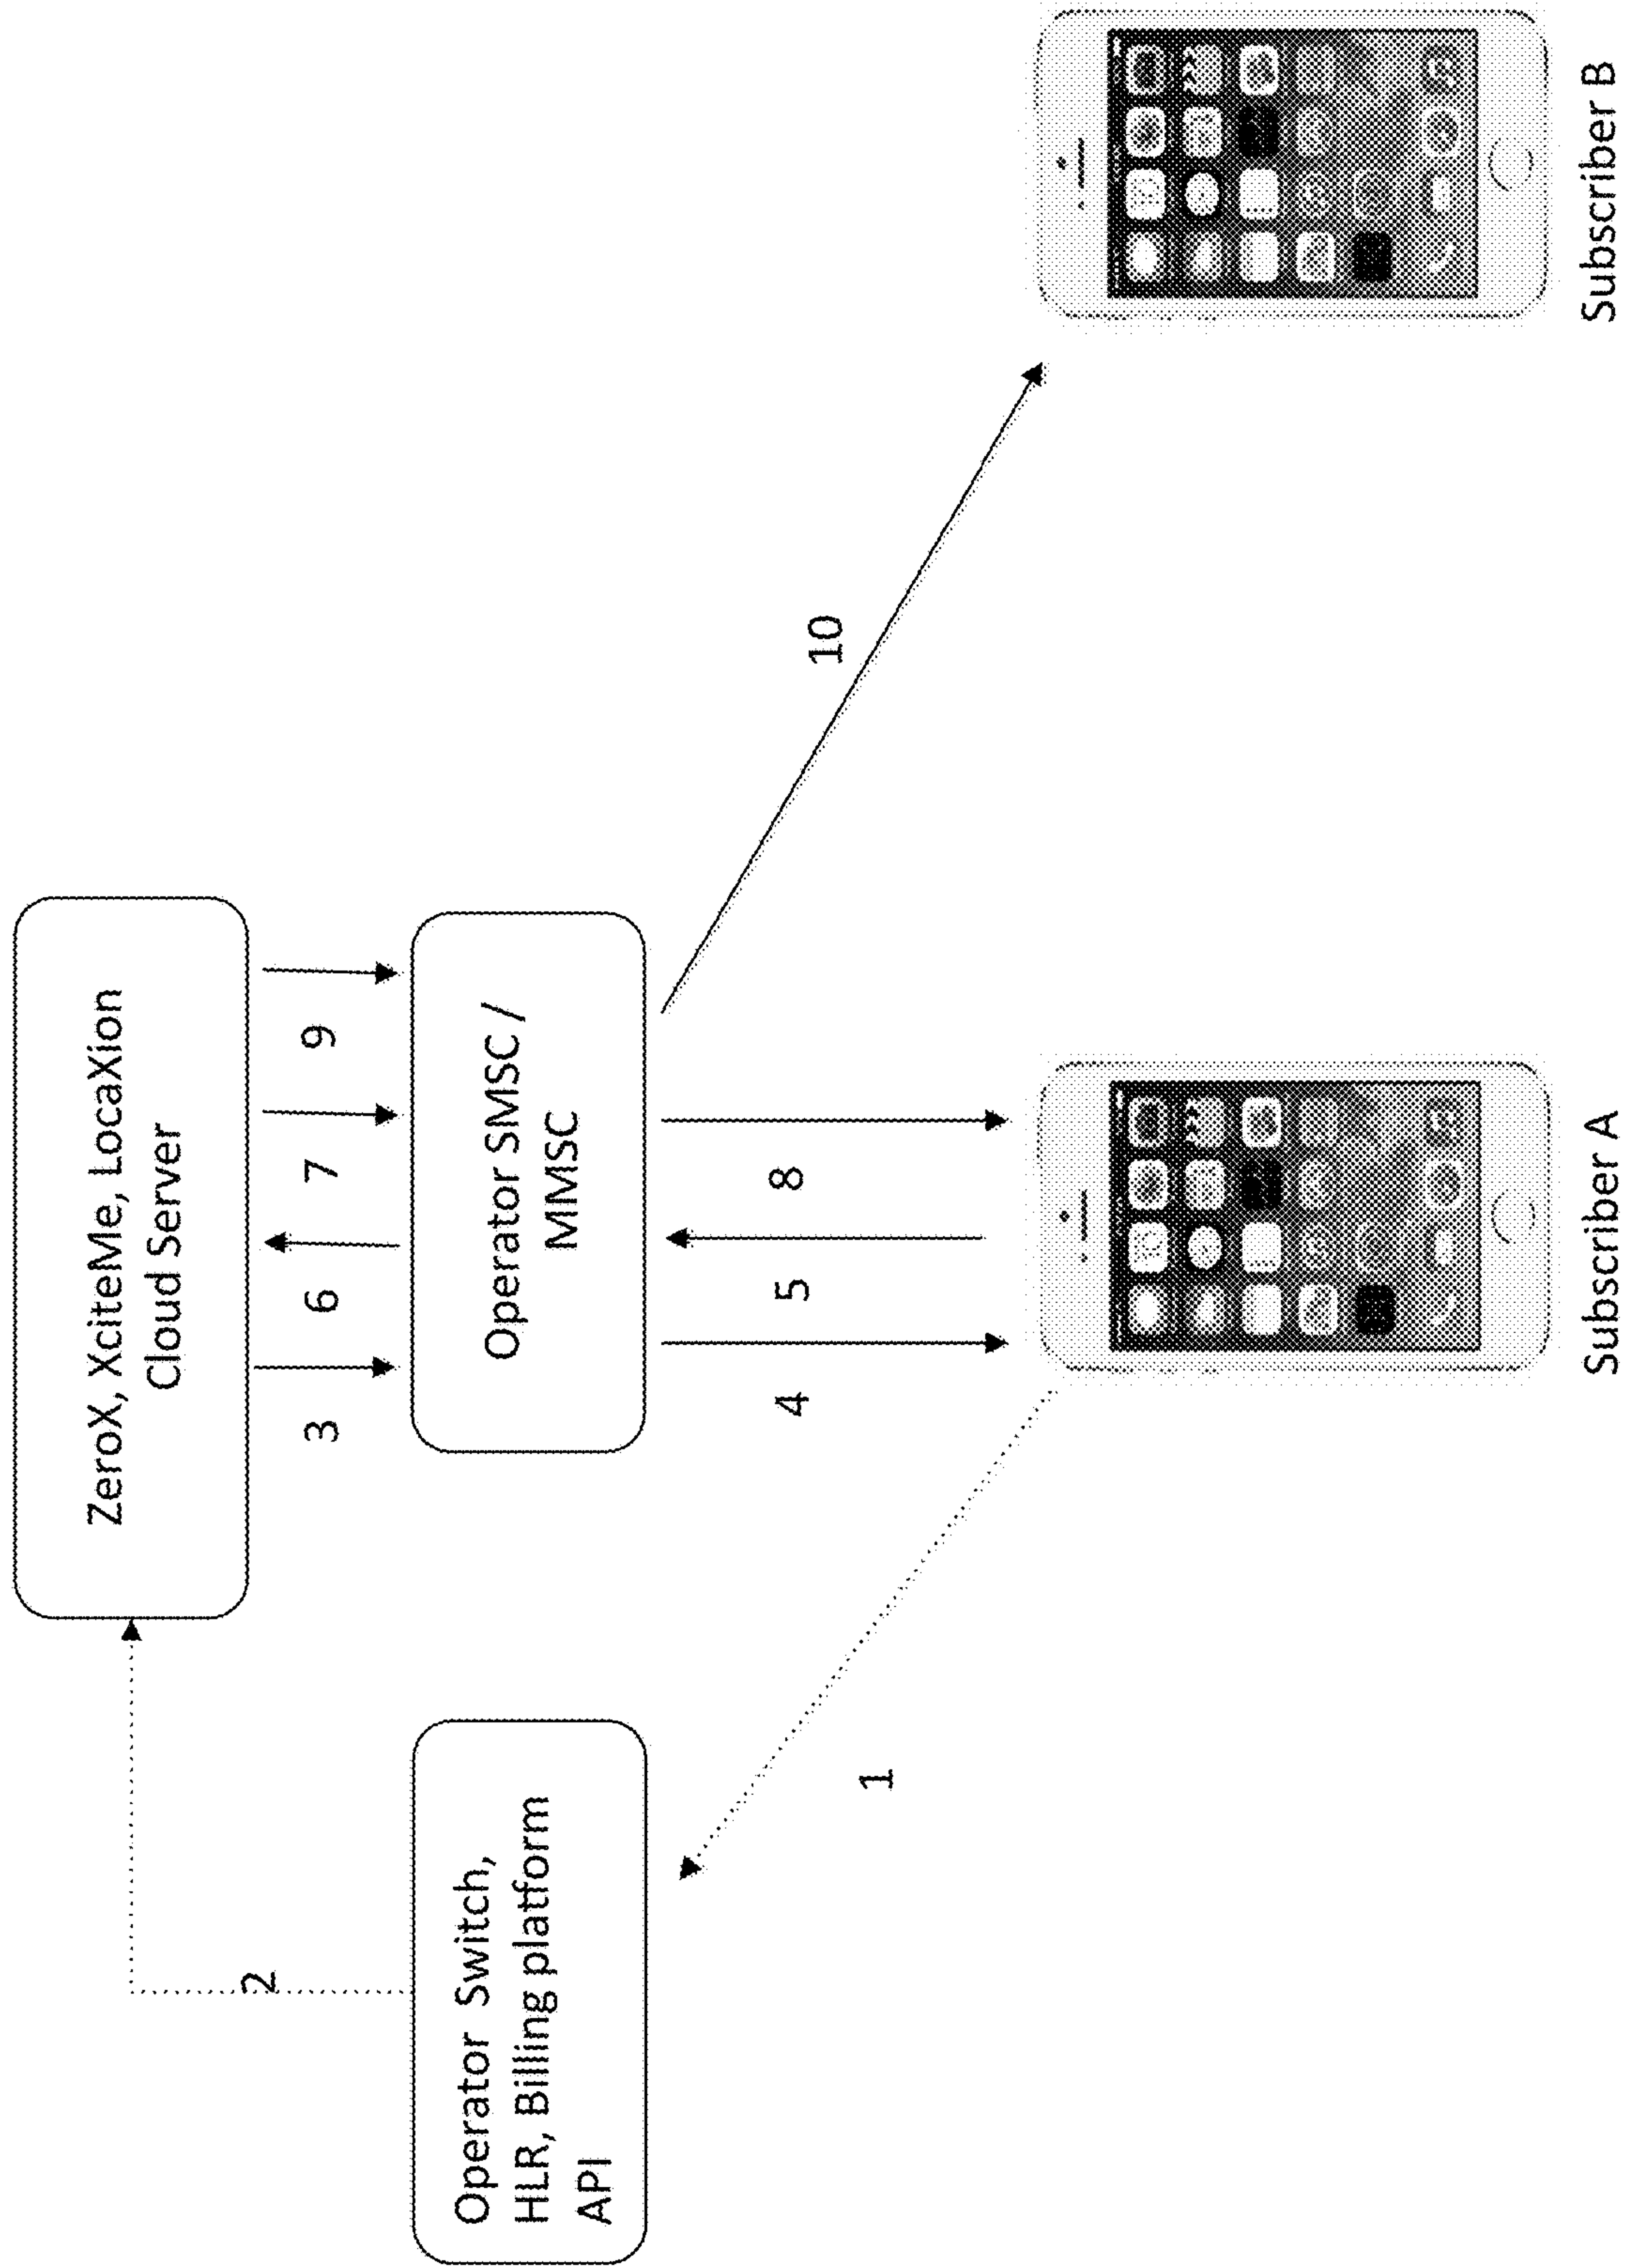 ZeroX, XciteMe, LocaXion
Cloud Server
2
3
6
7
9
Operator Switch,
HLR, Billing platform
API
Operator SMSC /
MMSC
1
4
5
8
10
Subscriber A
Subscriber B